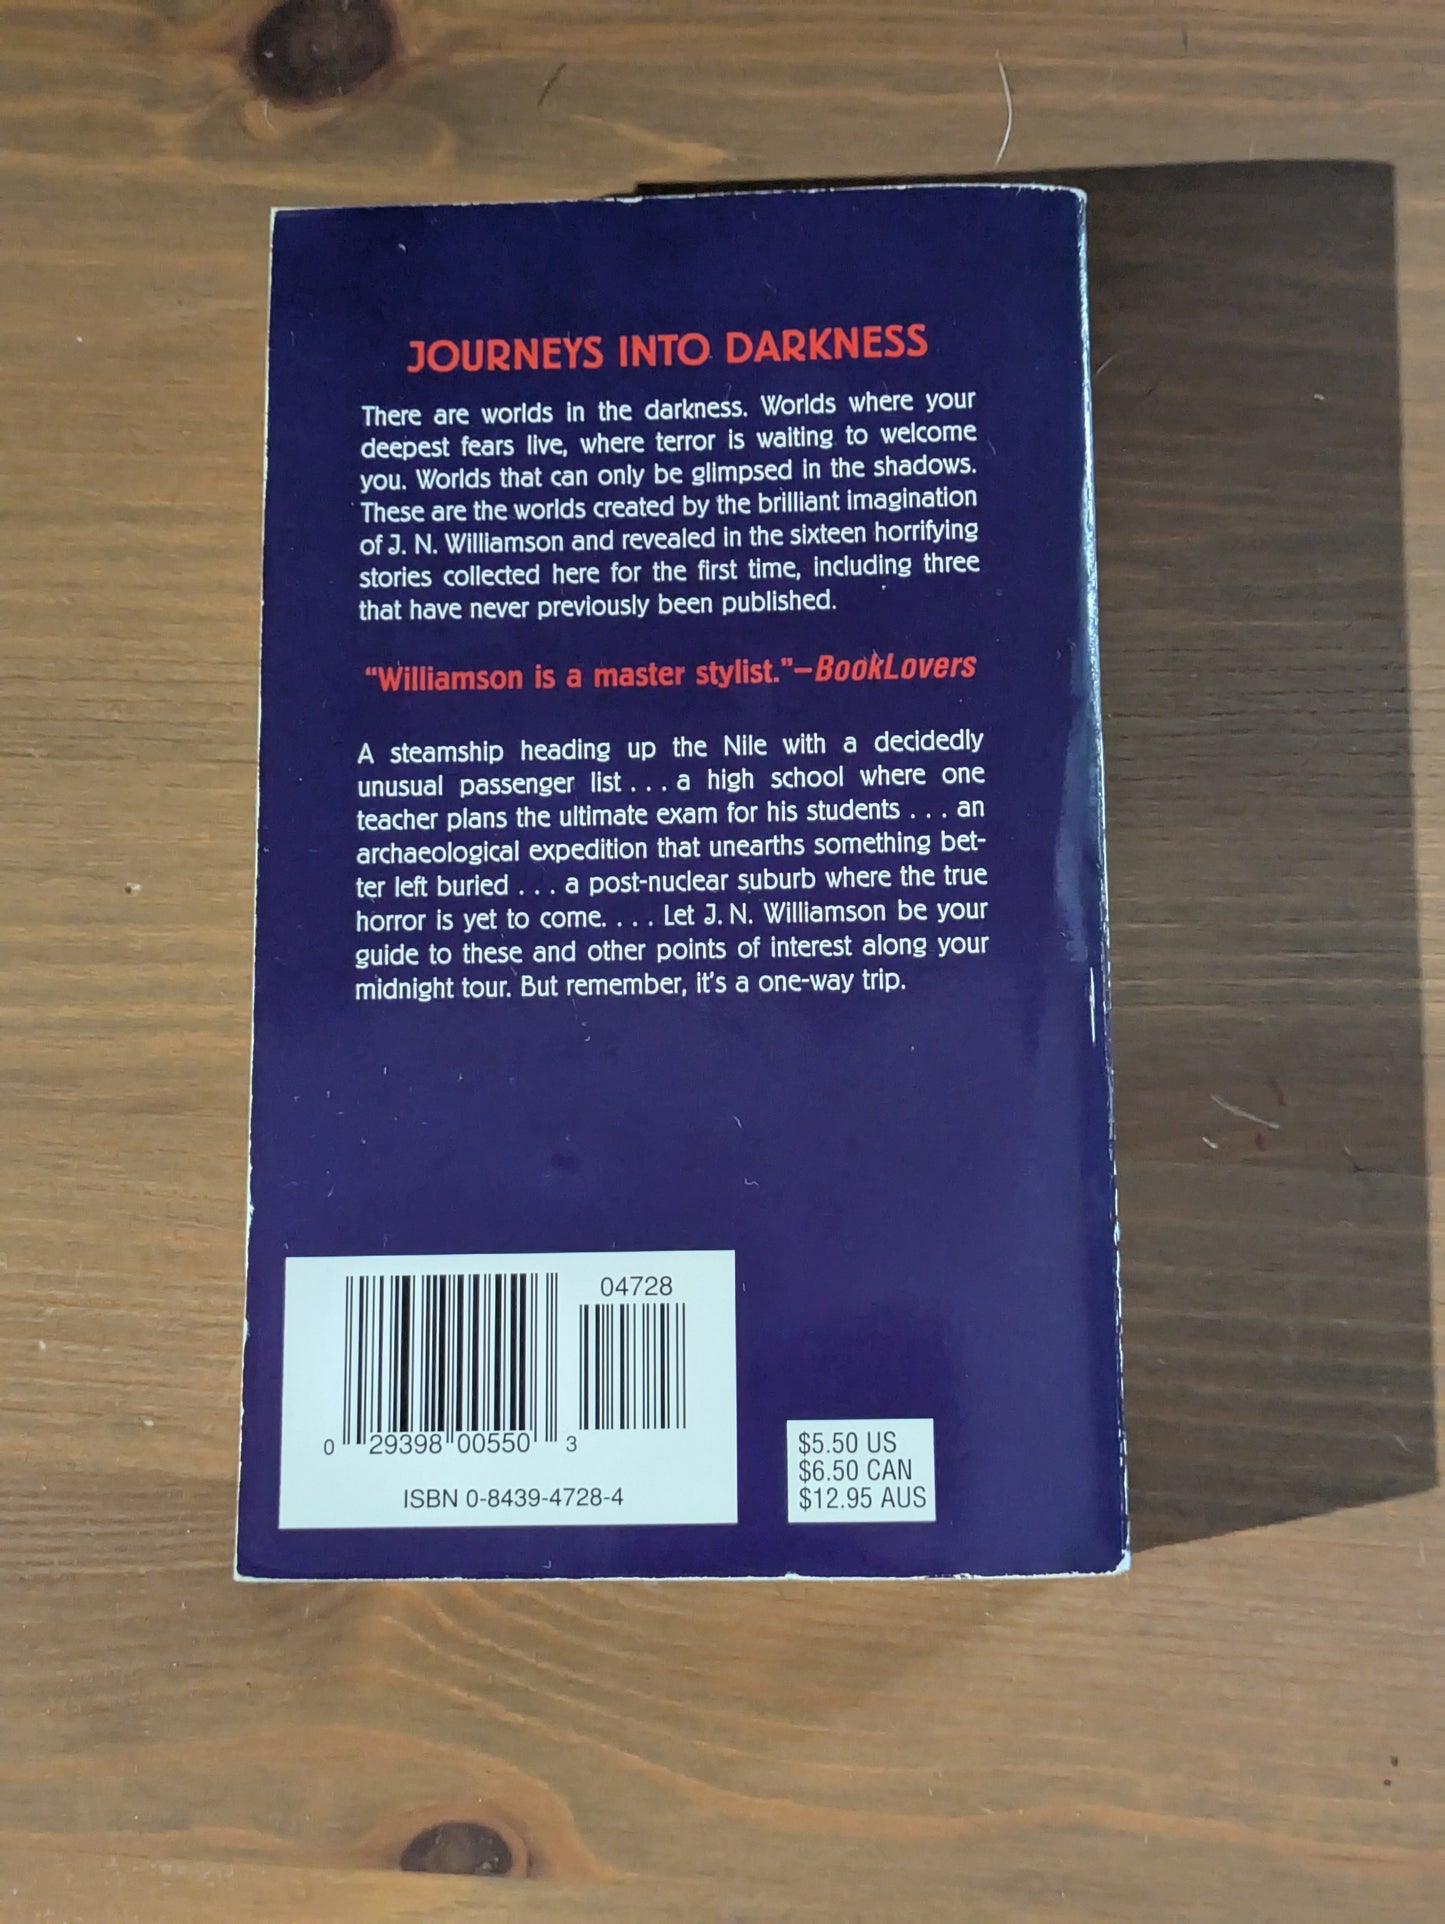 JOURNEYS INTO DARKNESS
There are worlds in the darkness. Worlds where your
deepest fears live, where terror is waiting to welcome
you. Worlds that can only be glimpsed in the shadows.
These are the worlds created by the brilliant imagination
of J. N. Williamson and revealed in the sixteen horrifying
stories collected here for the first time, including three
that have never previously been published.
“Williamson is a master stylist.”—BookLovers
A steamship heading up the Nile with a decidedly
unusual passenger list . . . a high school where one
teacher plans the ultimate exam for his students . . . an
archaeological expedition that unearths something bet-
ter left buried . . . a post-nuclear suburb where the true
horror is yet to come. . . . Let J. N. Williamson be your
guide to these and other points of interest along your
midnight tour. But remember, it’s a one-way trip.
04728
0 29398 00550 3
ISBN 0-8439-4728-4
$5.50 US
$6.50 CAN
$12.95 AUS